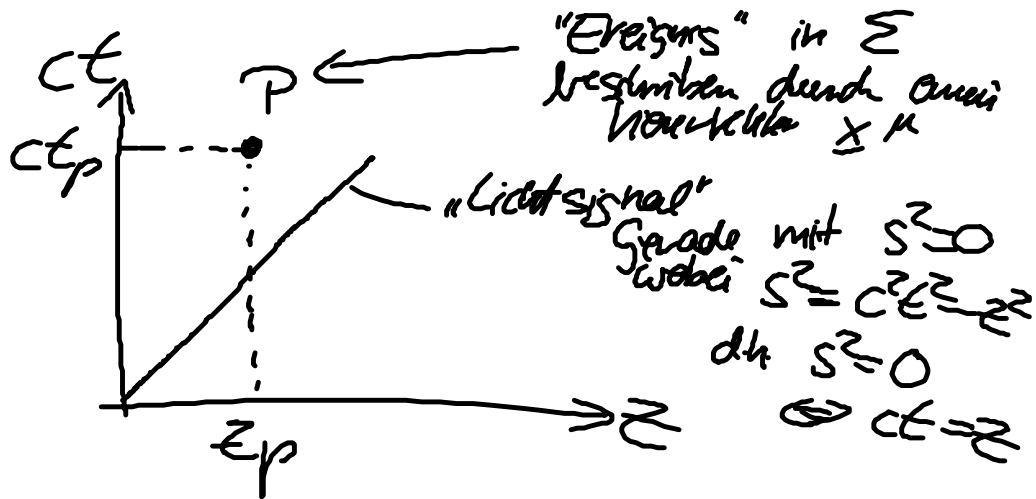 ct
P
"Ereignis" in Σ
beschrieben durch einen
Vierervektor x μ
ct_p
"Lichtsignal"
Gerade mit s²=0
wobei s² = c²t²-z²
dh s²=0
⇔ ct=z
z_p
z